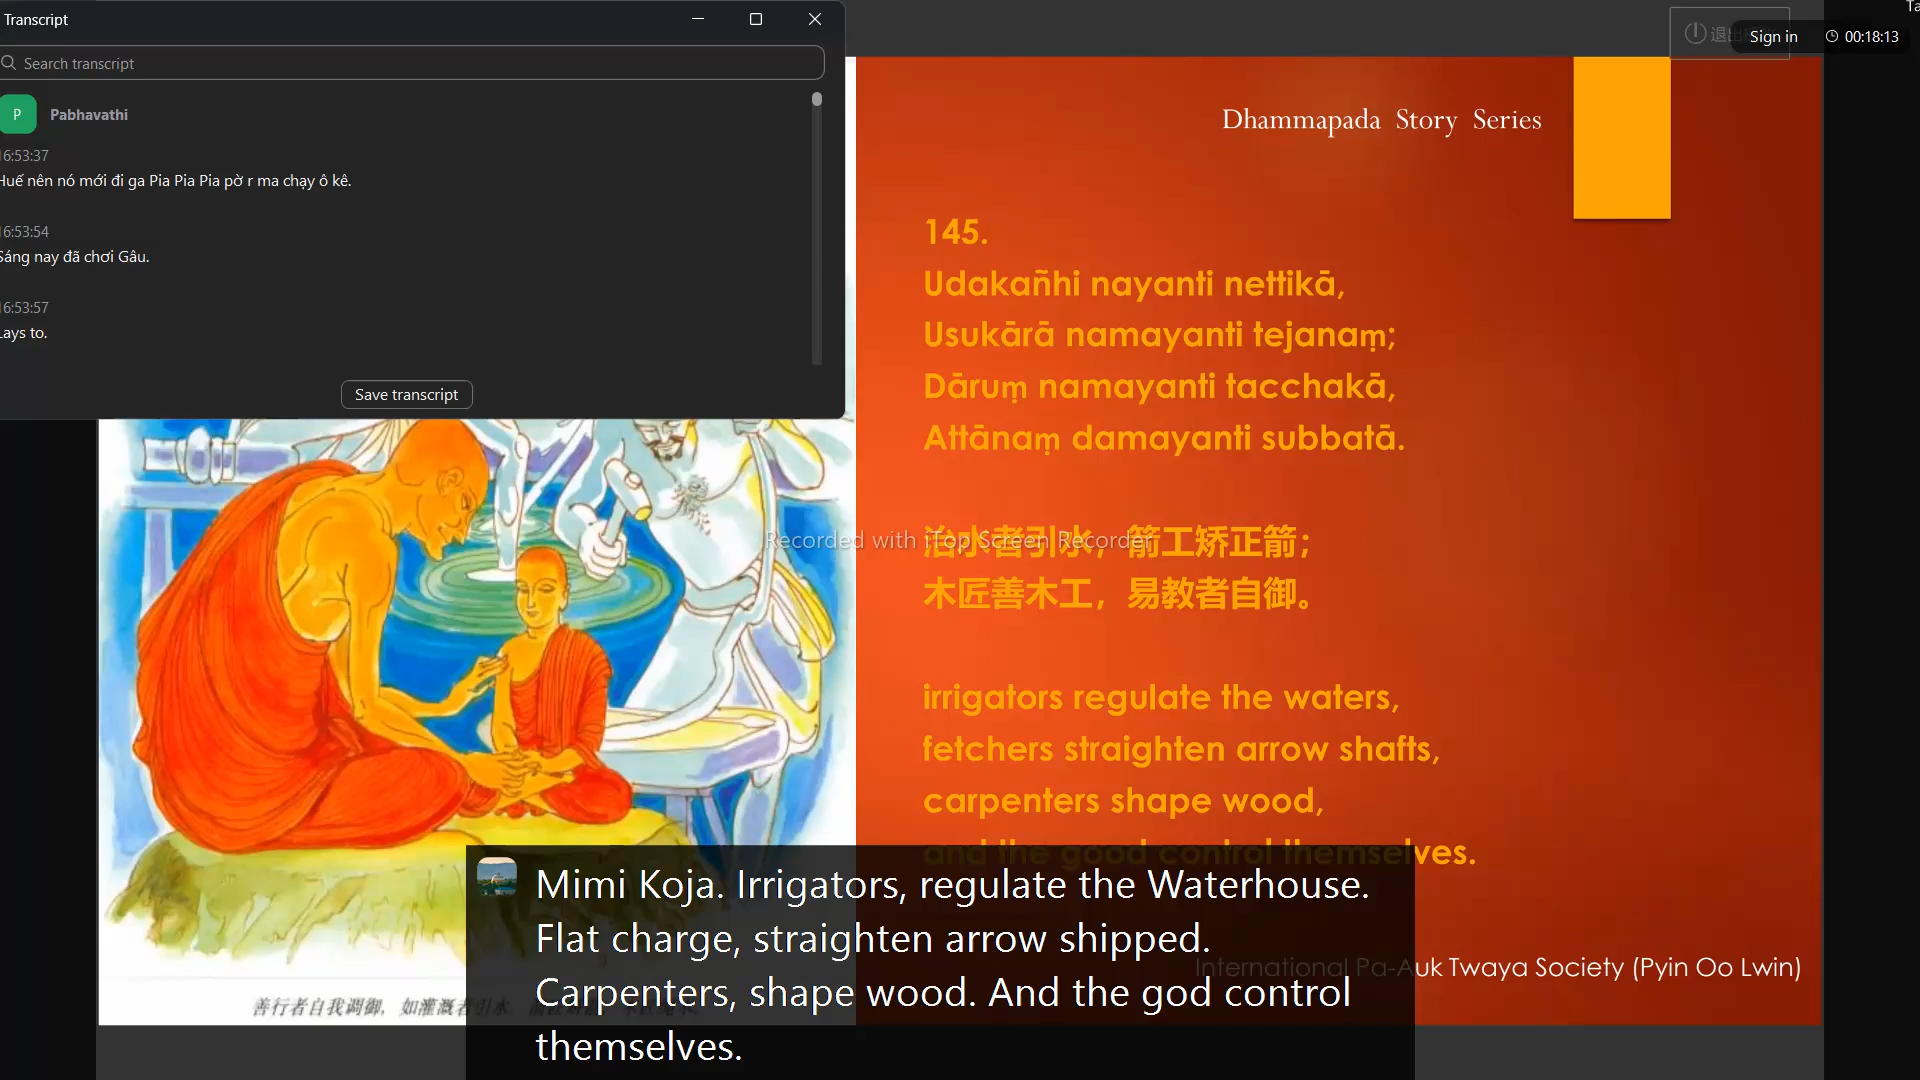 Transcript
Search transcript
P
Pabhavathi
16:53:37
Huế nên nó mới đi ga Pia Pia Pia pờ r ma chạy ô kê.
16:53:54
Sáng nay đã chơi Gâu.
16:53:57
Lays to.
Save transcript
Sign in
00:18:13
Dhammapada Story Series
145.
Udakañhi nayanti nettikā,
Usukārā namayanti tejanaṃ;
Dāruṃ namayanti tacchakā,
Attānaṃ damayanti subbatā.
治水者引水，箭工矫正箭；
木匠善木工，易教者自御。
Recorded with iTop Screen Recorder
irrigators regulate the waters,
fetchers straighten arrow shafts,
carpenters shape wood,
and the good control themselves.
Mimi Koja. Irrigators, regulate the Waterhouse.
Flat charge, straighten arrow shipped.
Carpenters, shape wood. And the god control
themselves.
International Pa-Auk Twaya Society (Pyin Oo Lwin)
善行者自我调御，如灌溉者引水